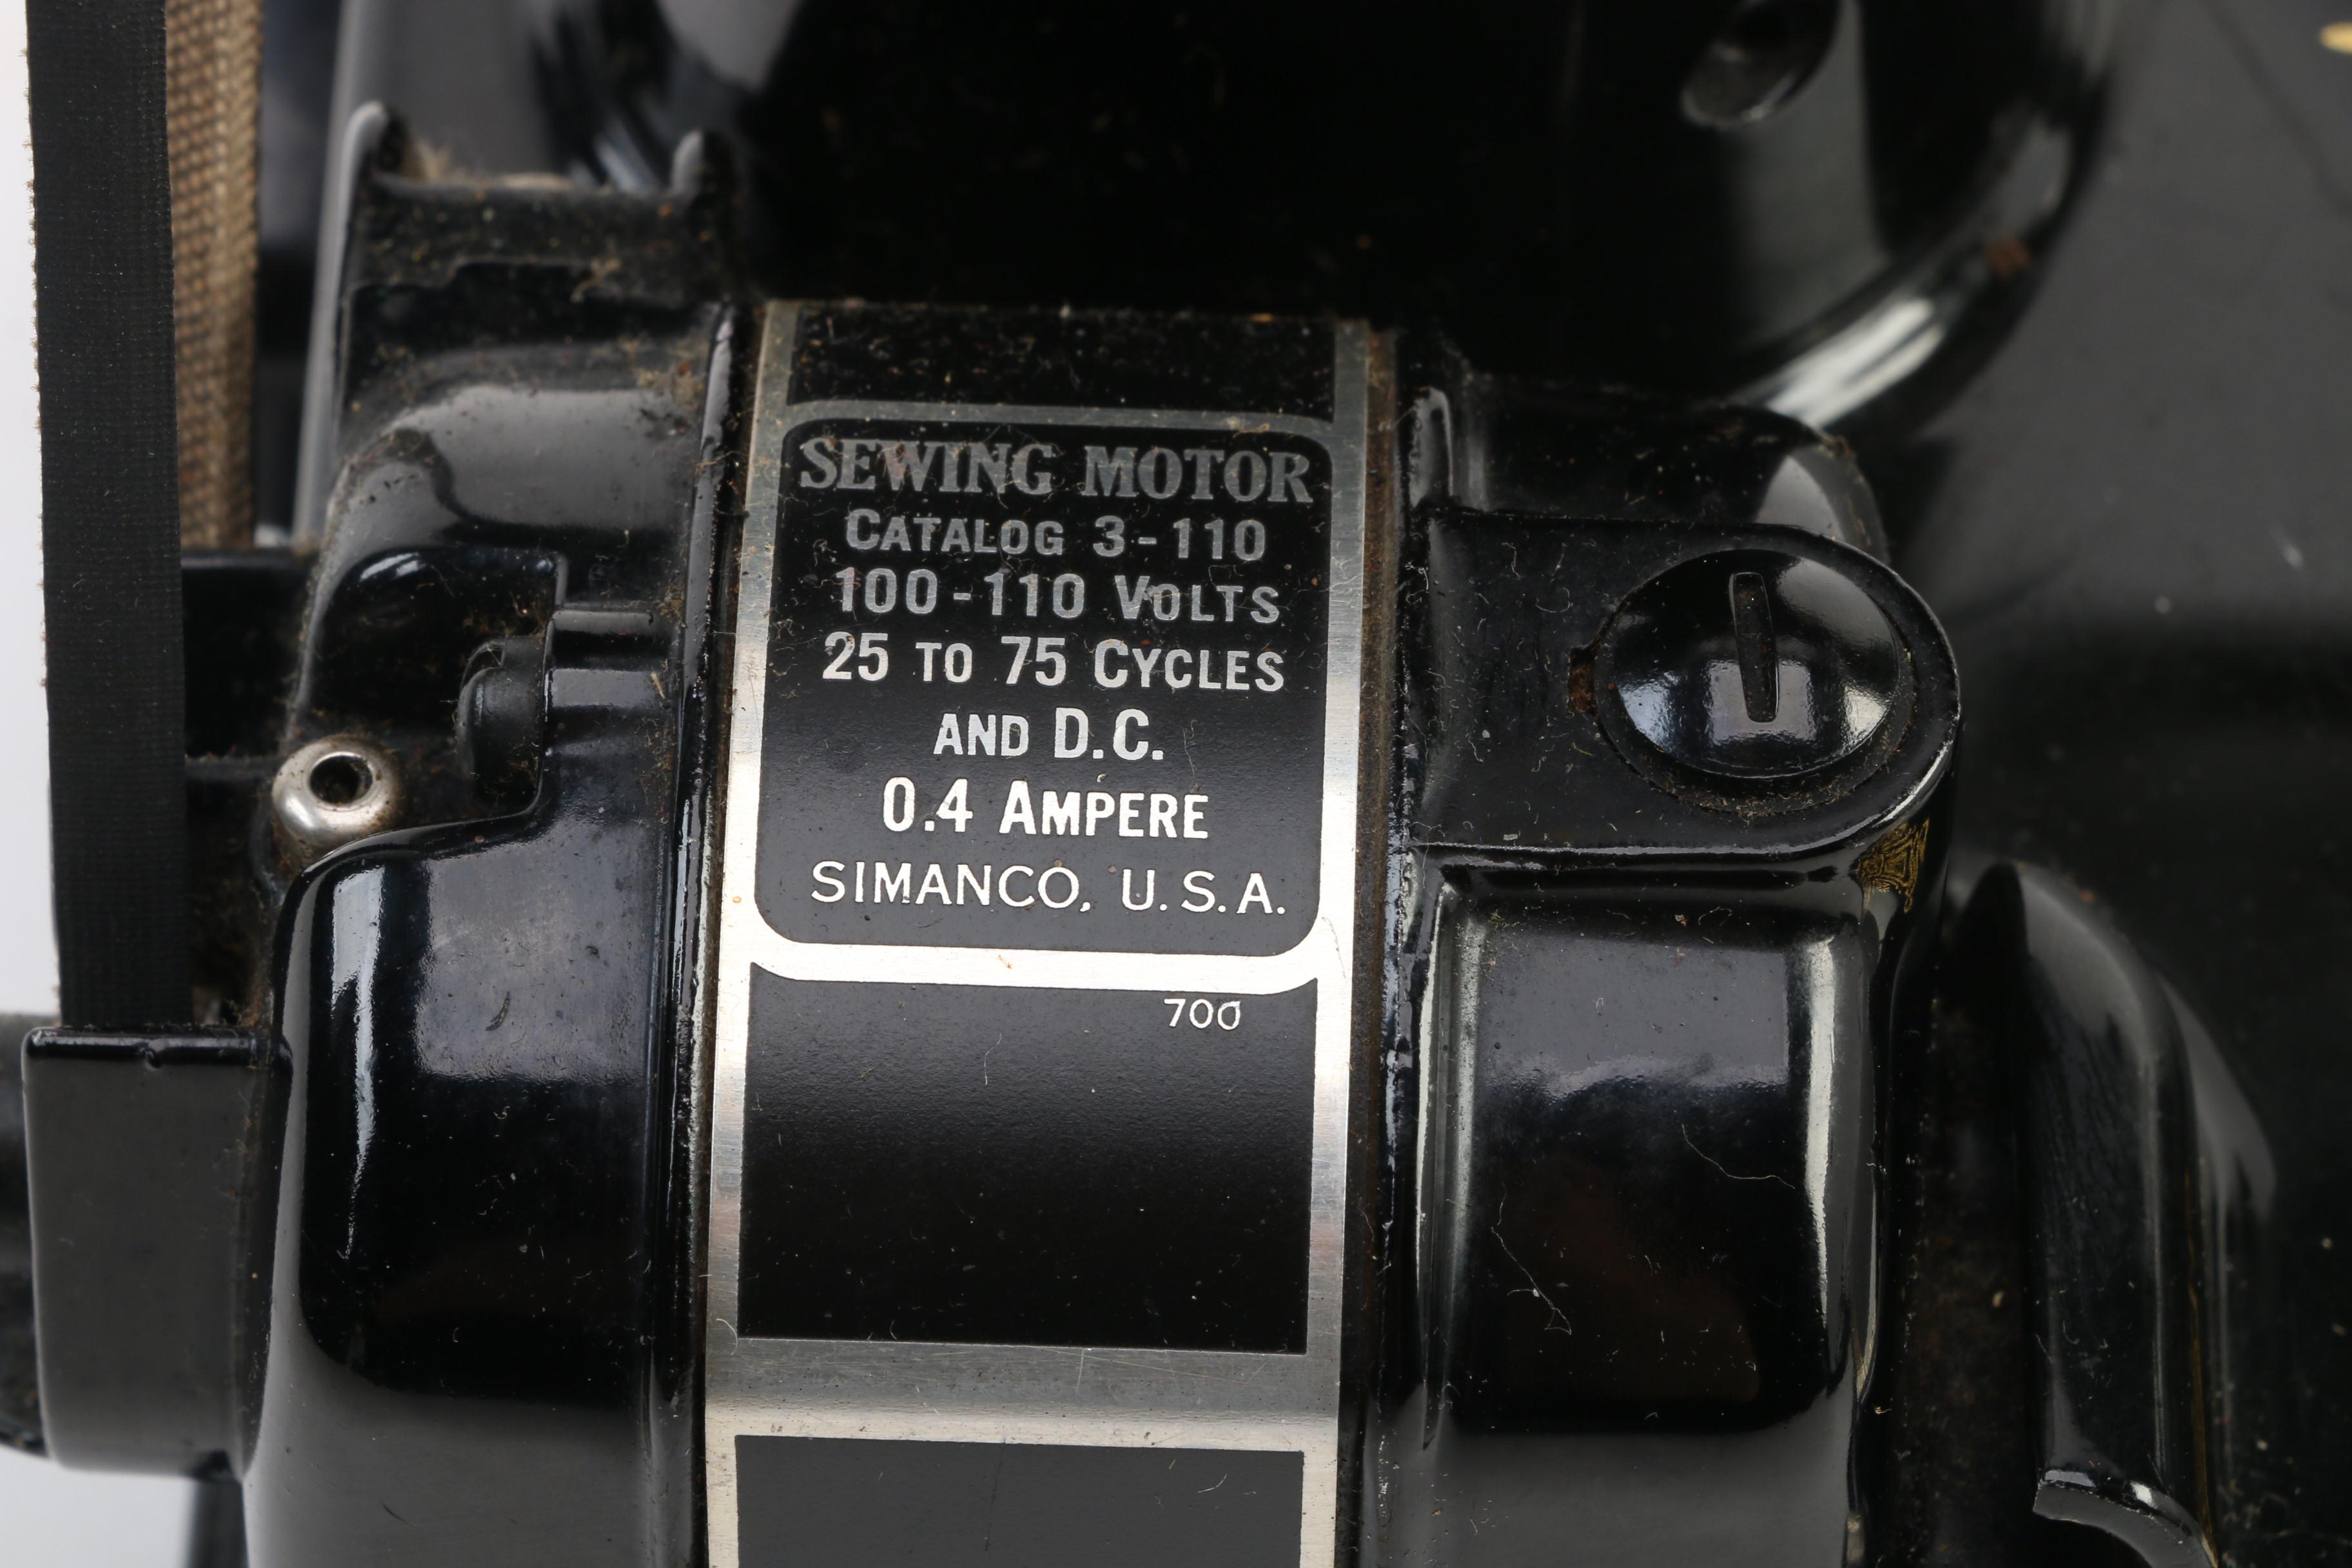 SEWING MOTOR
CATALOG 3-110
100-110 VOLTS
25 TO 75 CYCLES
AND D.C.
0.4 AMPERE
SIMANCO, U.S.A.
700